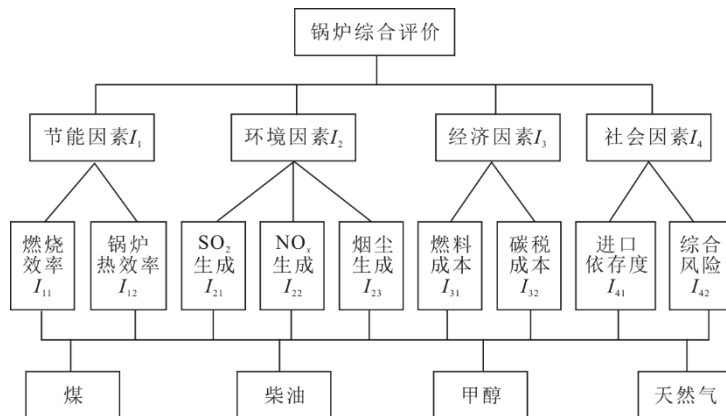 锅炉综合评价
节能因素I₁
环境因素I₂
经济因素I₃
社会因素I₄
燃烧
效率
I₁₁
锅炉
热效率
I₁₂
SO₂
生成
I₂₁
NOₓ
生成
I₂₂
烟尘
生成
I₂₃
燃料
成本
I₃₁
碳税
成本
I₃₂
进口
依存度
I₄₁
综合
风险
I₄₂
煤
柴油
甲醇
天然气